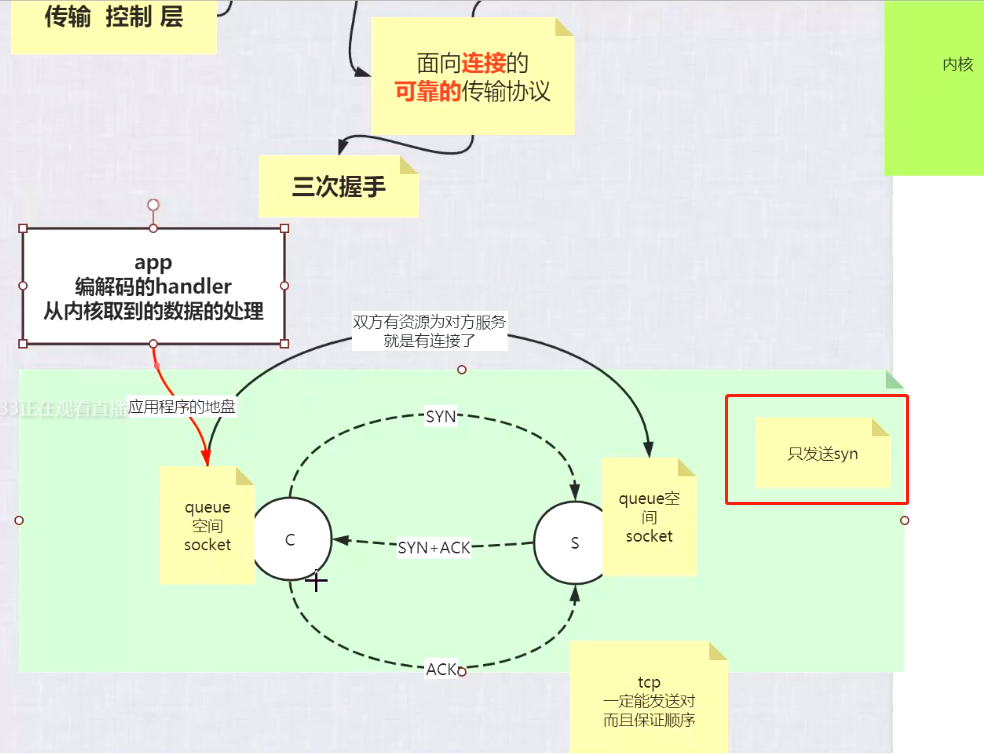 传输 控制 层
面向连接的
可靠的传输协议
内核
三次握手
app
编解码的handler
从内核取到的数据的处理
双方有资源为对方服务
就是有连接了
33正在观看直播
应用程序的地盘
SYN
只发送syn
queue
空间
socket
C
SYN+ACK
S
queue空
间
socket
ACK
tcp
一定能发送对
而且保证顺序